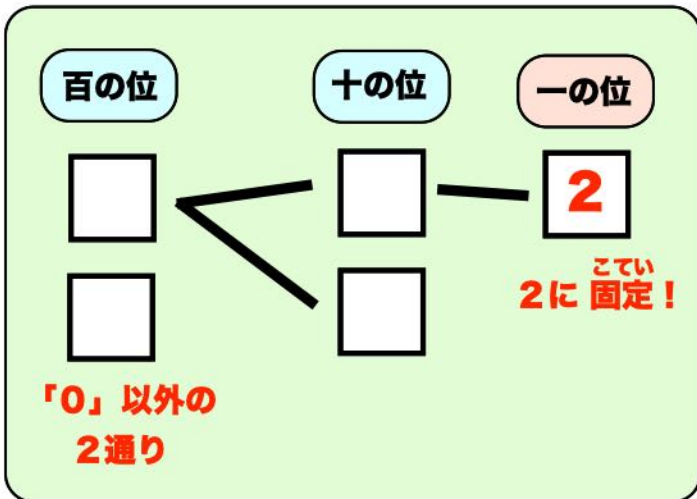 百の位
十の位
一の位
2
こてい
2に 固定！
「0」以外の
2通り